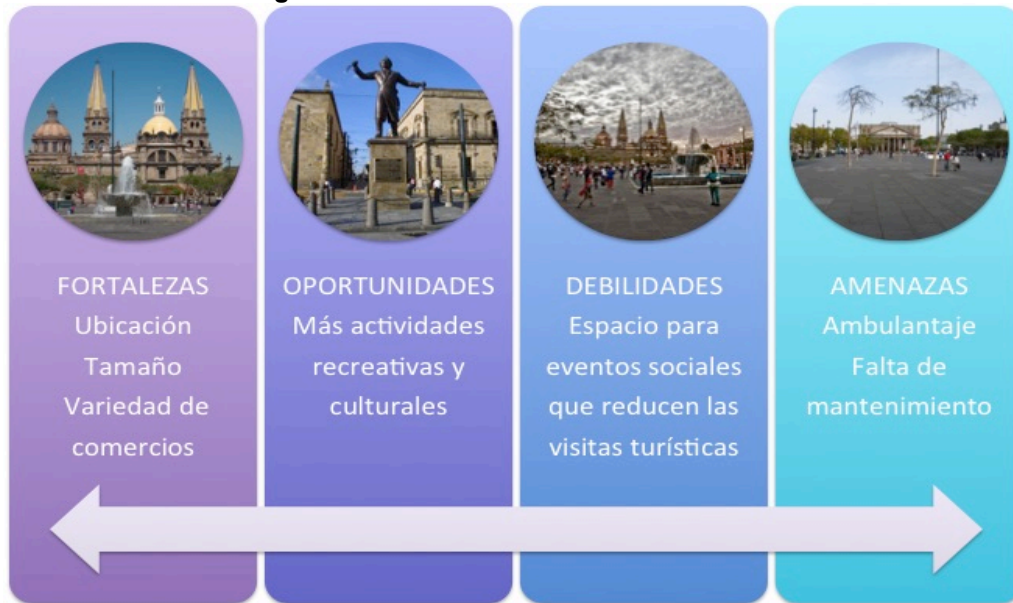 FORTALEZAS
Ubicación
Tamaño
Variedad de
comercios
OPORTUNIDADES
Más actividades
recreativas y
culturales
DEBILIDADES
Espacio para
eventos sociales
que reducen las
visitas turísticas
AMENAZAS
Ambulantaje
Falta de
mantenimiento